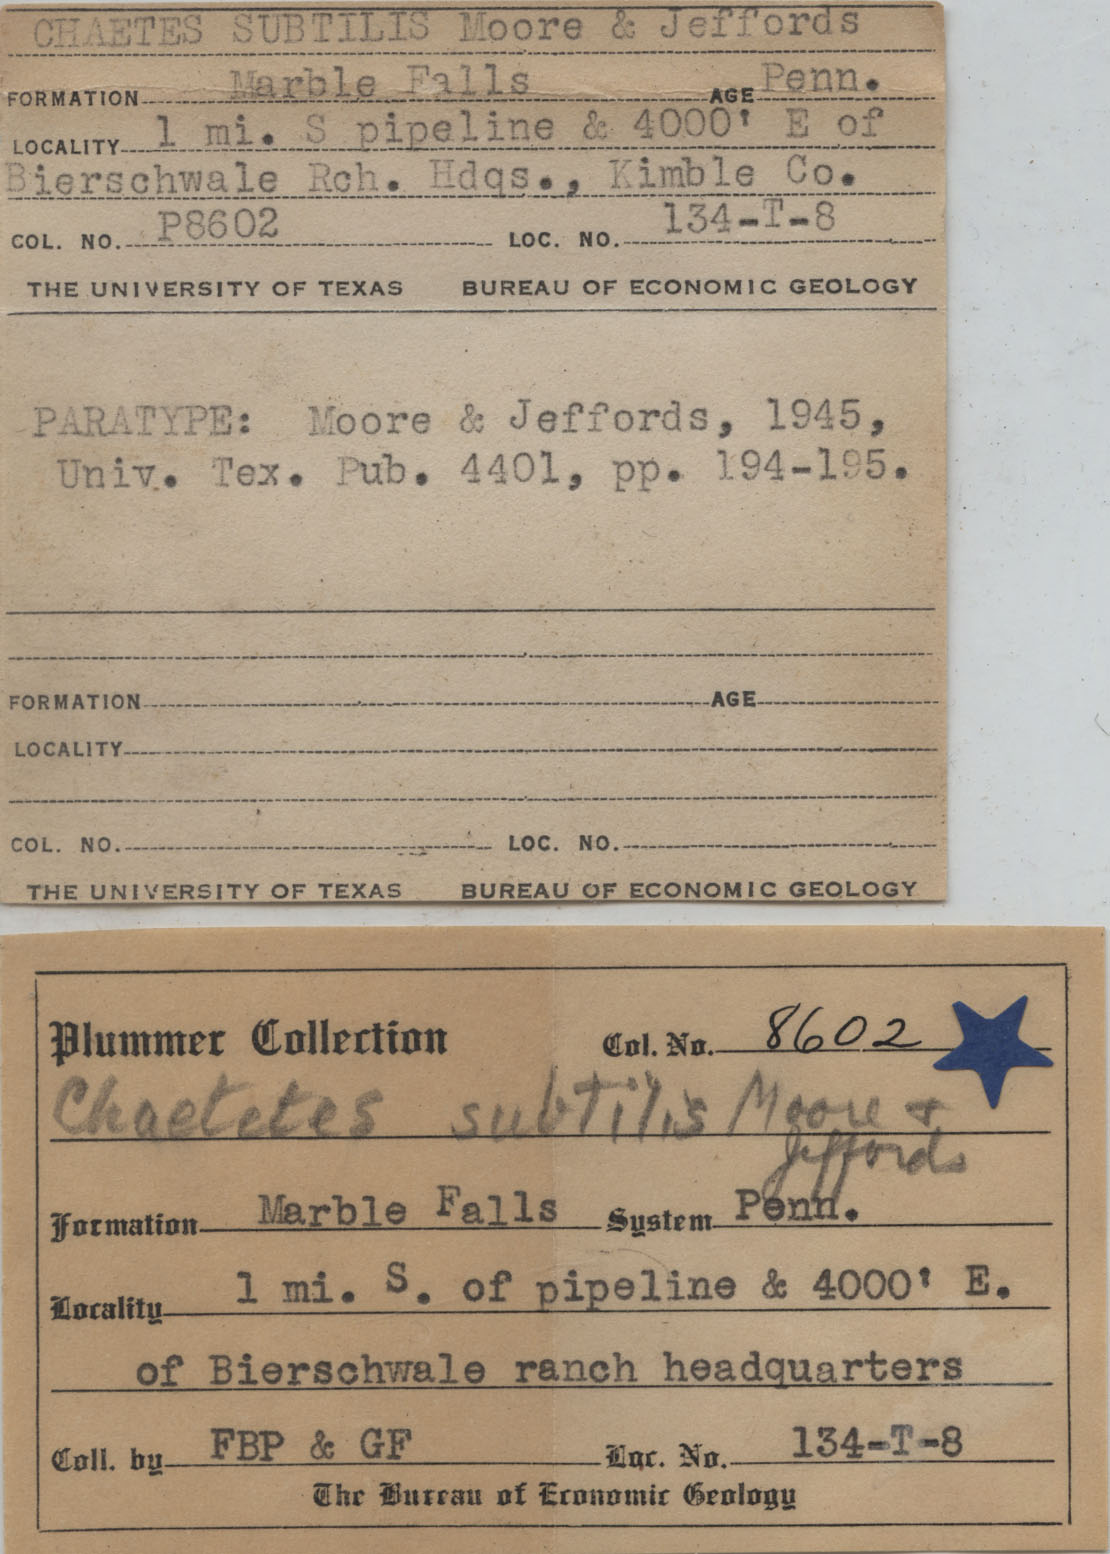 CHAETES SUBTILIS Moore & Jeffords
FORMATION Marble Falls AGE Penn.
LOCALITY 1 mi. S pipeline & 4000' E of
Bierschwale Rch. Hdqs., Kimble Co.
COL. NO. P8602 LOC. NO. 134-T-8
THE UNIVERSITY OF TEXAS BUREAU OF ECONOMIC GEOLOGY
PARATYPE: Moore & Jeffords, 1945,
Univ. Tex. Pub. 4401, pp. 194-195.
FORMATION AGE
LOCALITY
COL. NO. LOC. NO.
THE UNIVERSITY OF TEXAS BUREAU OF ECONOMIC GEOLOGY
Plummer Collection Col. No. 8602
Chaetetes subtilis Moore &
Jeffords
Formation Marble Falls System Penn.
Locality 1 mi. S. of pipeline & 4000' E.
of Bierschwale ranch headquarters
Coll. by FBP & GF Loc. No. 134-T-8
The Bureau of Economic Geology